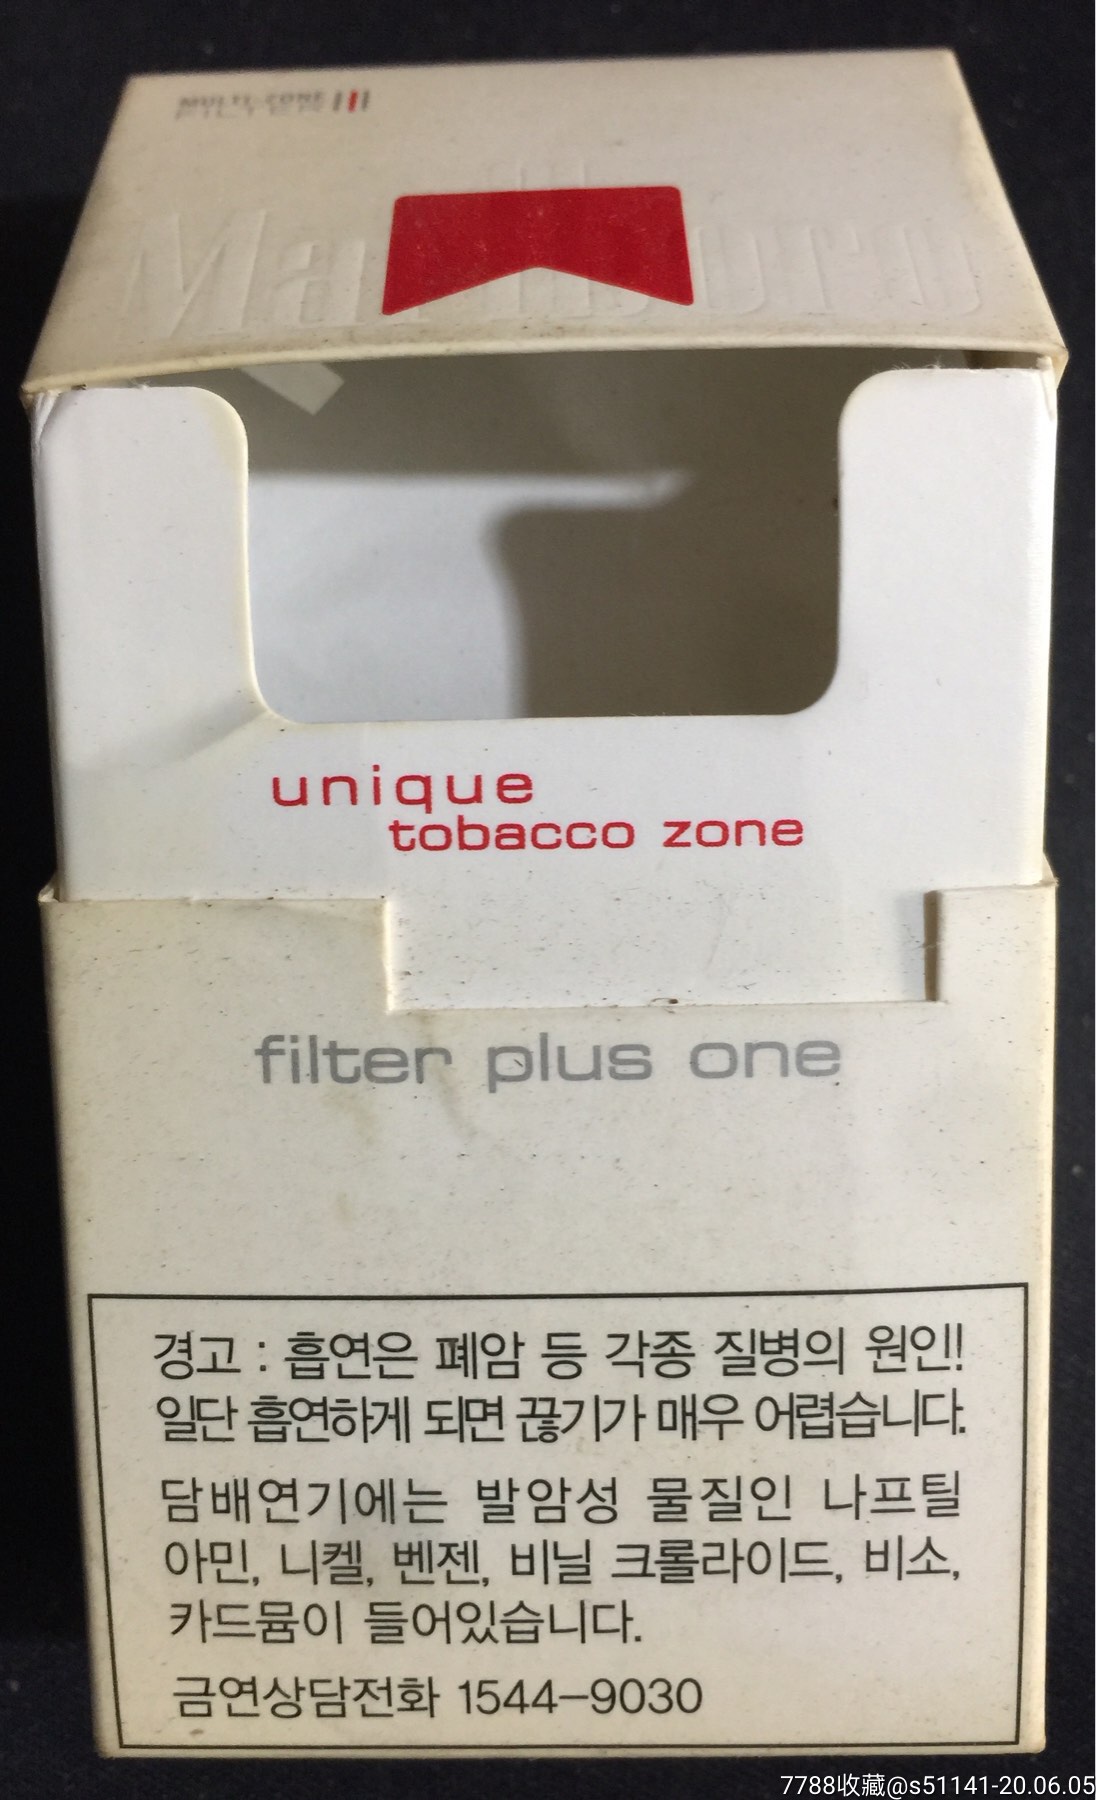 MULTI-ZONE
FILTER
Marlboro
unique
tobacco zone
filter plus one
경고 : 흡연은 폐암 등 각종 질병의 원인!
일단 흡연하게 되면 끊기가 매우 어렵습니다.
담배연기에는 발암성 물질인 나프틸
아민, 니켈, 벤젠, 비닐 크롤라이드, 비소,
카드뮴이 들어있습니다.
금연상담전화 1544-9030
7788收藏@s51141-20.06.05